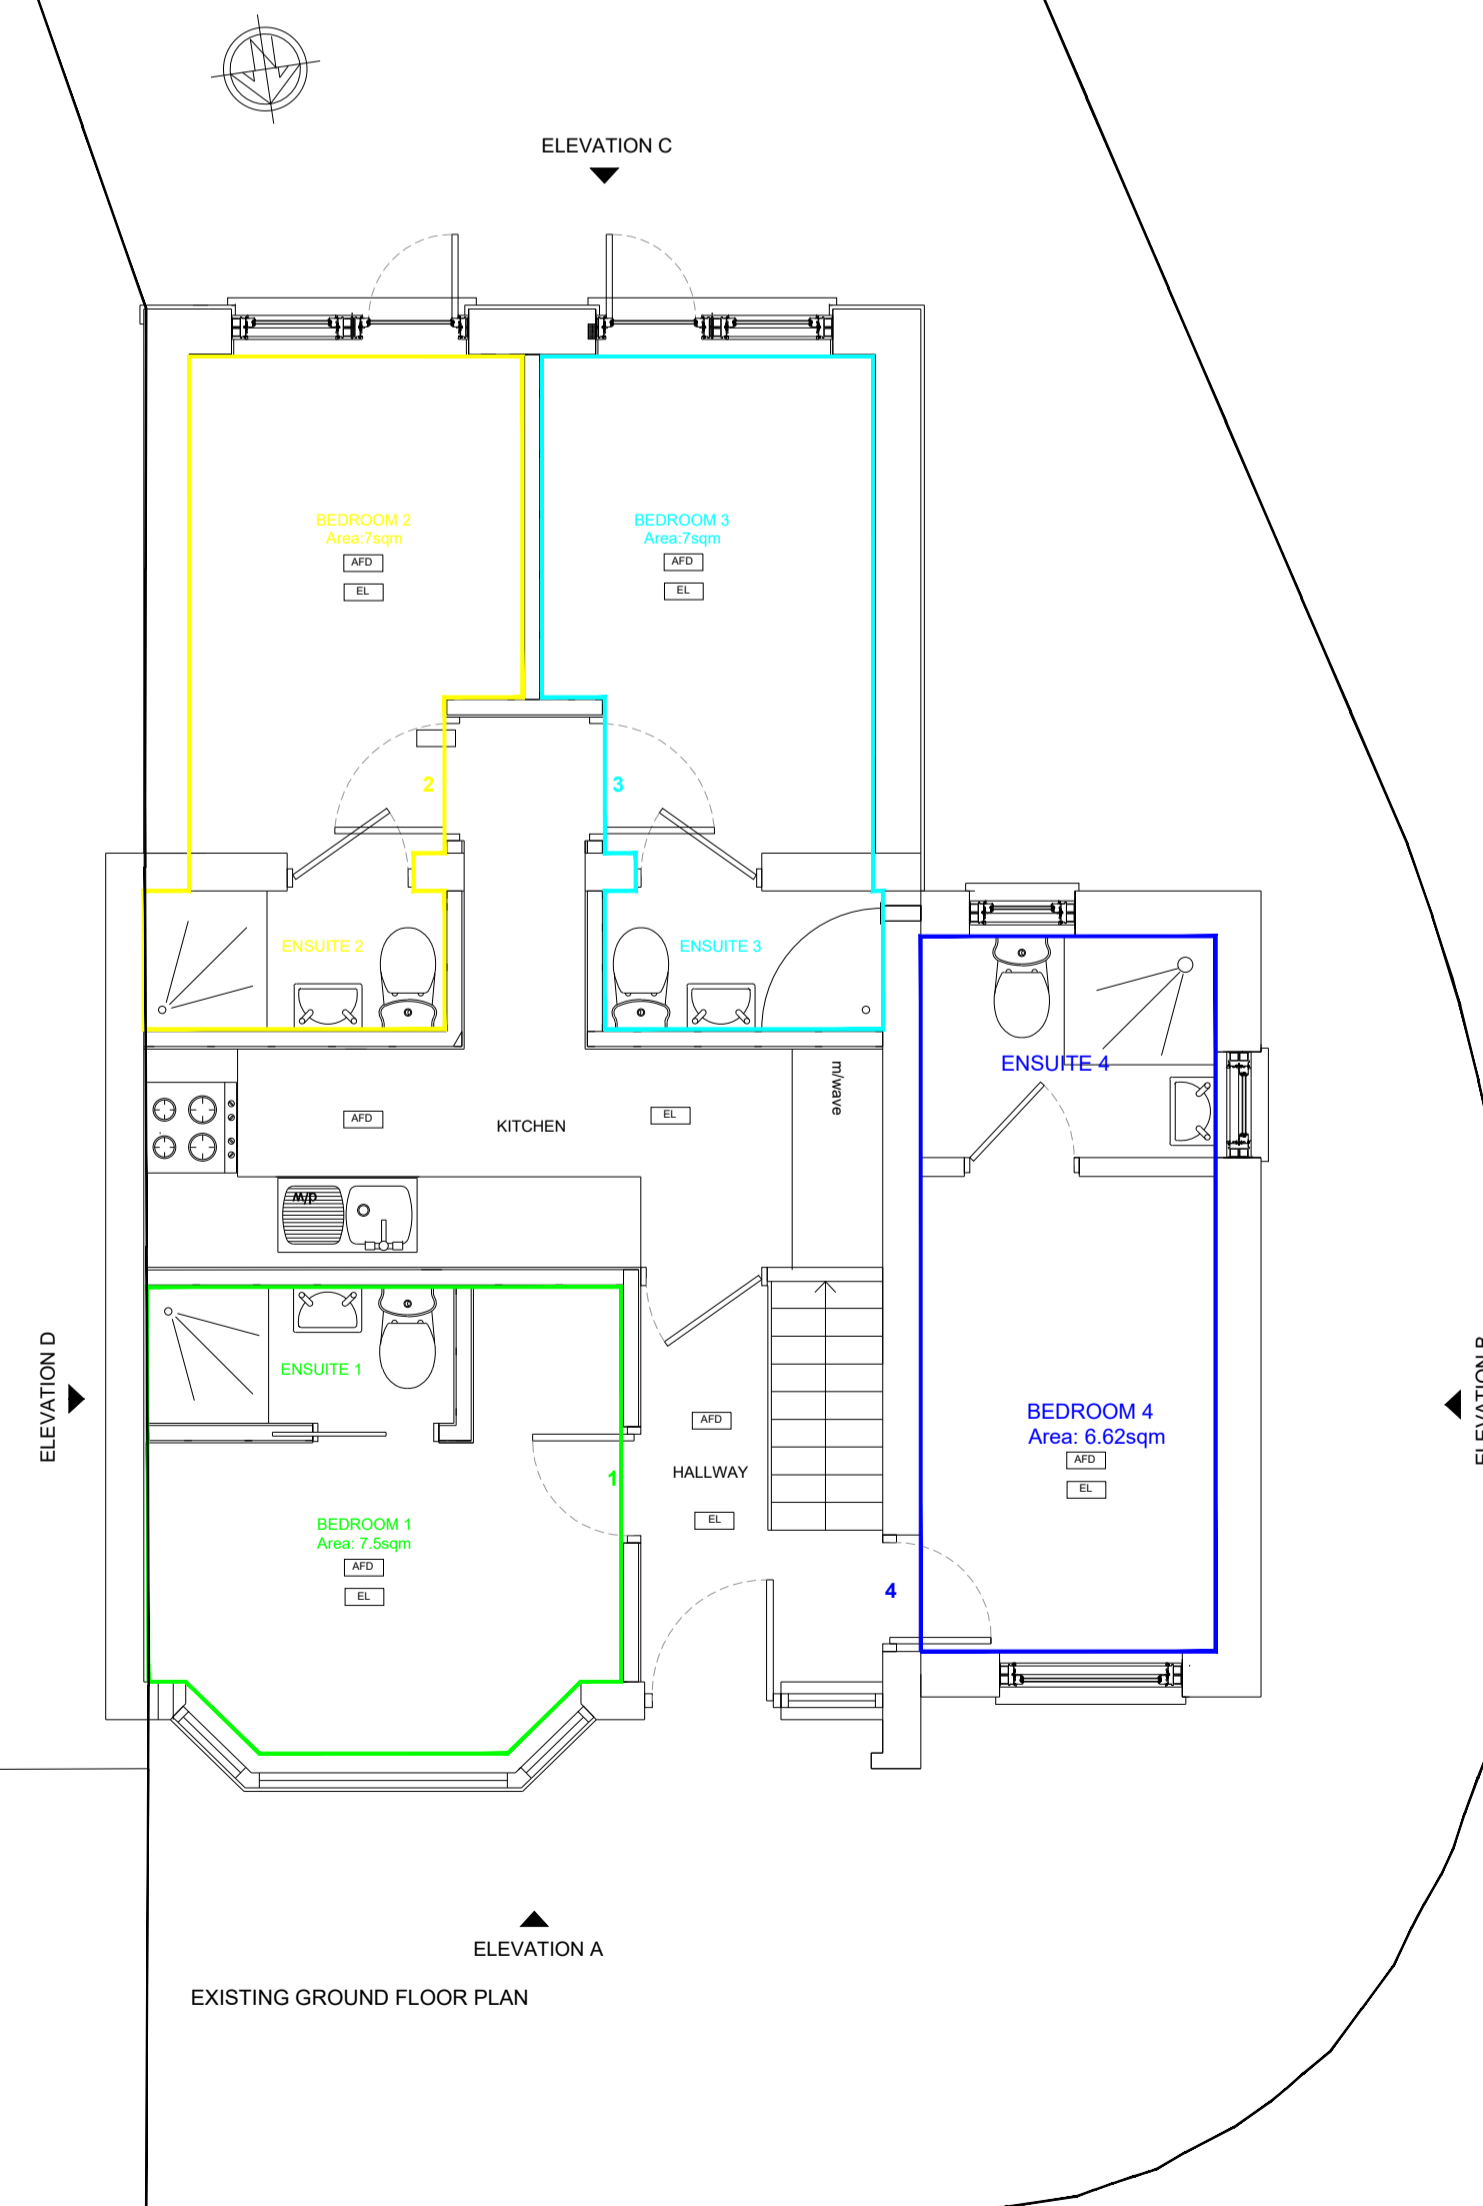 ELEVATION C
BEDROOM 2
Area:7sqm
AFD
EL
BEDROOM 3
Area:7sqm
AFD
EL
2
3
ENSUITE 2
ENSUITE 3
ENSUITE 4
m/wave
AFD
KITCHEN
EL
d/w
ELEVATION D
ENSUITE 1
AFD
HALLWAY
EL
1
BEDROOM 1
Area: 7.5sqm
AFD
EL
BEDROOM 4
Area: 6.62sqm
AFD
EL
4
ELEVATION B
ELEVATION A
EXISTING GROUND FLOOR PLAN